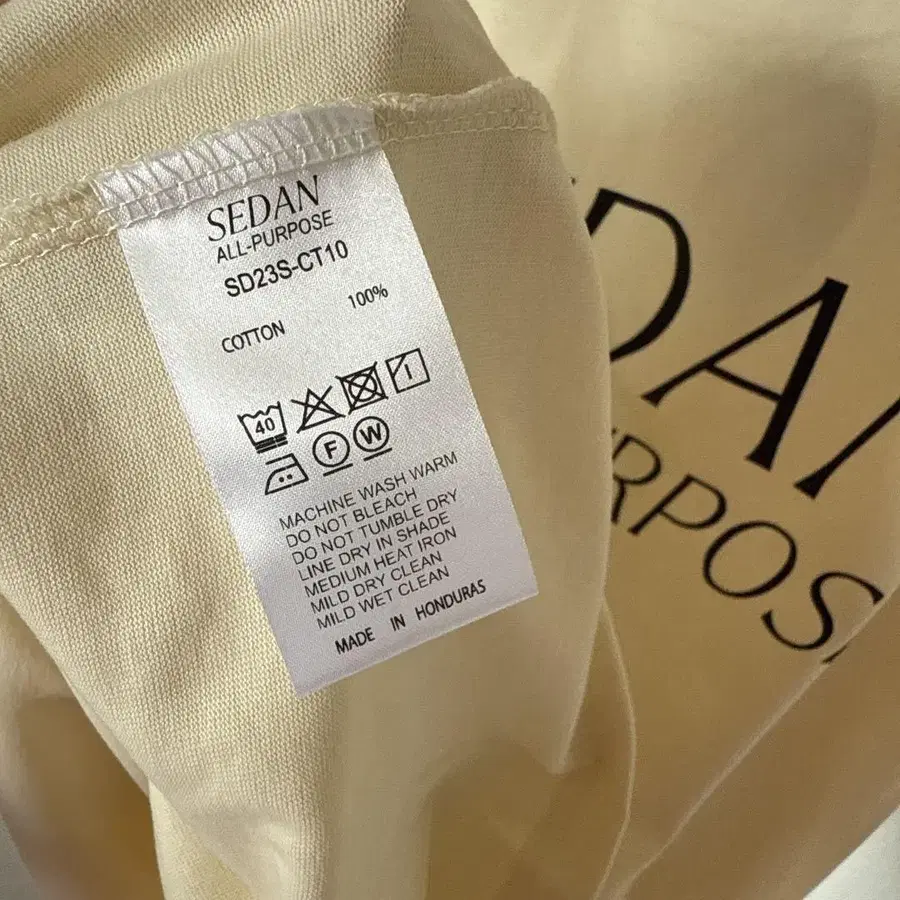 SEDAN
ALL-PURPOSE
SD23S-CT10
COTTON 100%
40
F W
MACHINE WASH WARM
DO NOT BLEACH
DO NOT TUMBLE DRY
LINE DRY IN SHADE
MEDIUM HEAT IRON
MILD DRY CLEAN
MILD WET CLEAN
MADE IN HONDURAS
DA
RPOS